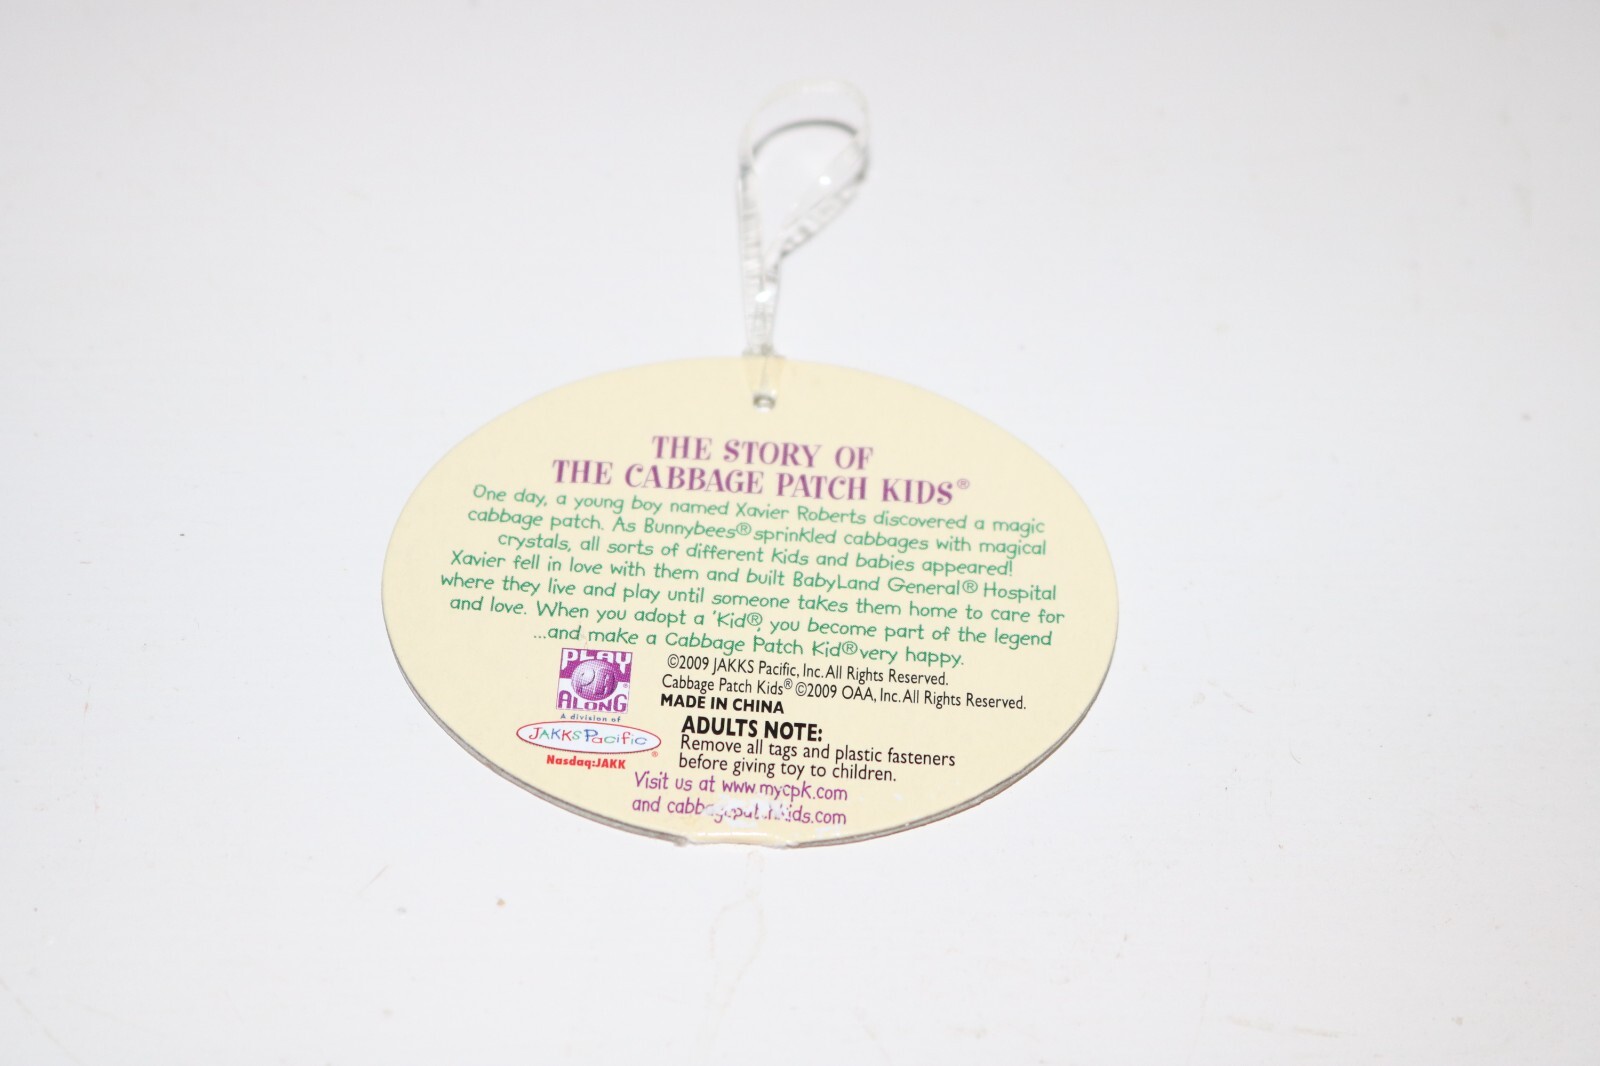 THE STORY OF
THE CABBAGE PATCH KIDS®
One day, a young boy named Xavier Roberts discovered a magic
cabbage patch. As Bunnybees® sprinkled cabbages with magical
crystals, all sorts of different Kids and babies appeared!
Xavier fell in love with them and built BabyLand General® Hospital
where they live and play until someone takes them home to care for
and love. When you adopt a 'Kid®, you become part of the legend
...and make a Cabbage Patch Kid® very happy.
PLAY
PA
ALONG
A division of
JAKKS Pacific®
Nasdaq:JAKK
©2009 JAKKS Pacific, Inc. All Rights Reserved.
Cabbage Patch Kids® ©2009 OAA, Inc. All Rights Reserved.
MADE IN CHINA
ADULTS NOTE:
Remove all tags and plastic fasteners
before giving toy to children.
Visit us at www.mycpk.com
and cabbagepatchkids.com